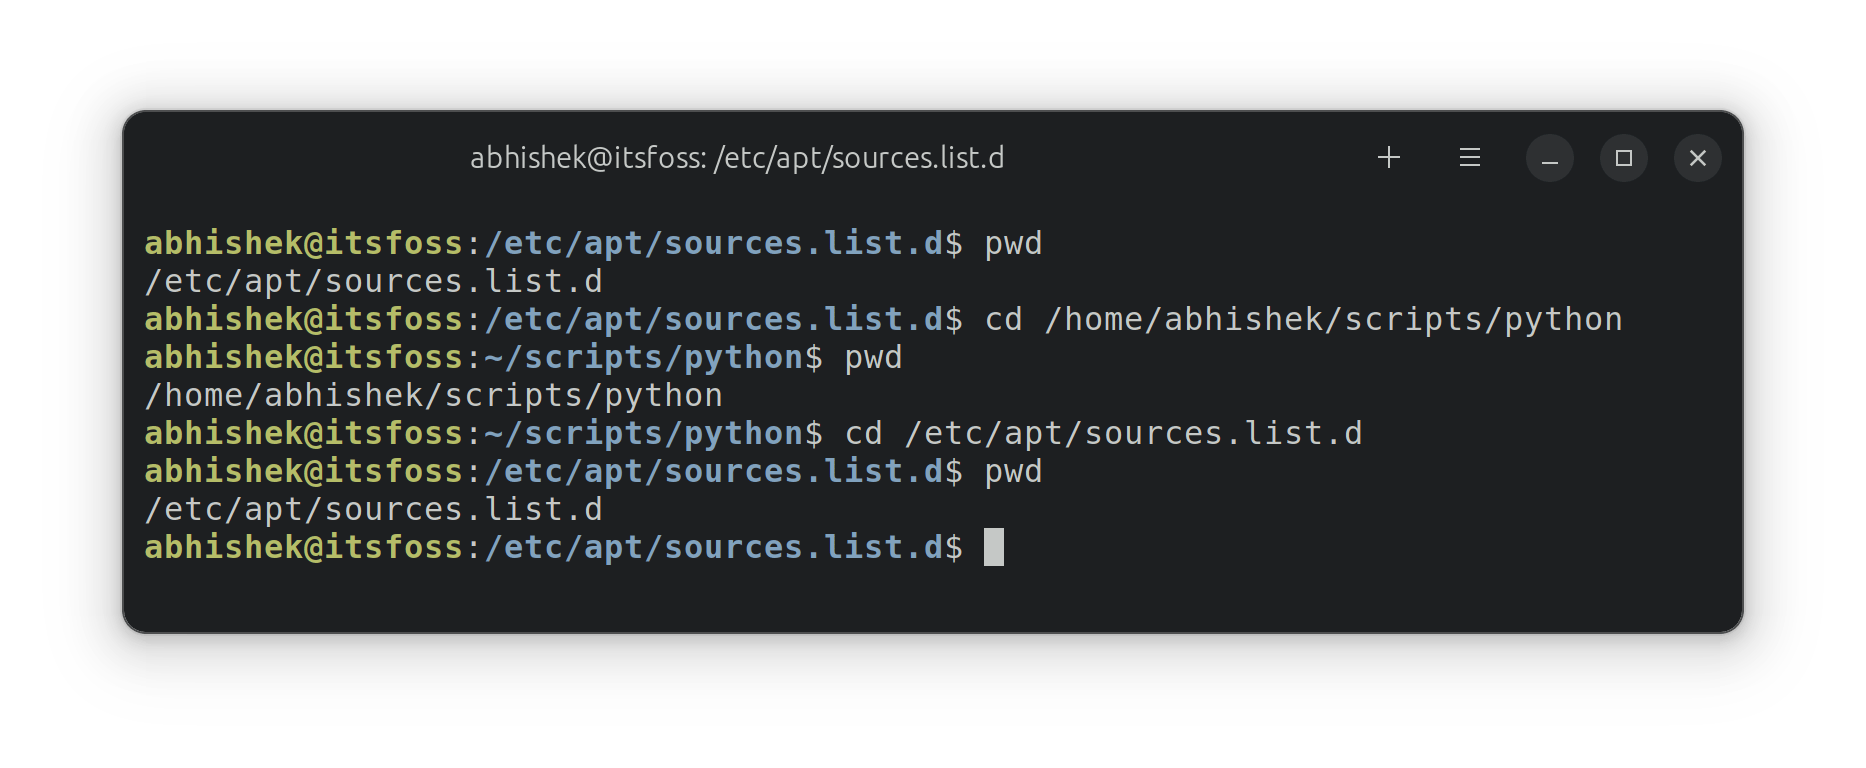 abhishek@itsfoss: /etc/apt/sources.list.d
abhishek@itsfoss:/etc/apt/sources.list.d$ pwd
/etc/apt/sources.list.d
abhishek@itsfoss:/etc/apt/sources.list.d$ cd /home/abhishek/scripts/python
abhishek@itsfoss:~/scripts/python$ pwd
/home/abhishek/scripts/python
abhishek@itsfoss:~/scripts/python$ cd /etc/apt/sources.list.d
abhishek@itsfoss:/etc/apt/sources.list.d$ pwd
/etc/apt/sources.list.d
abhishek@itsfoss:/etc/apt/sources.list.d$